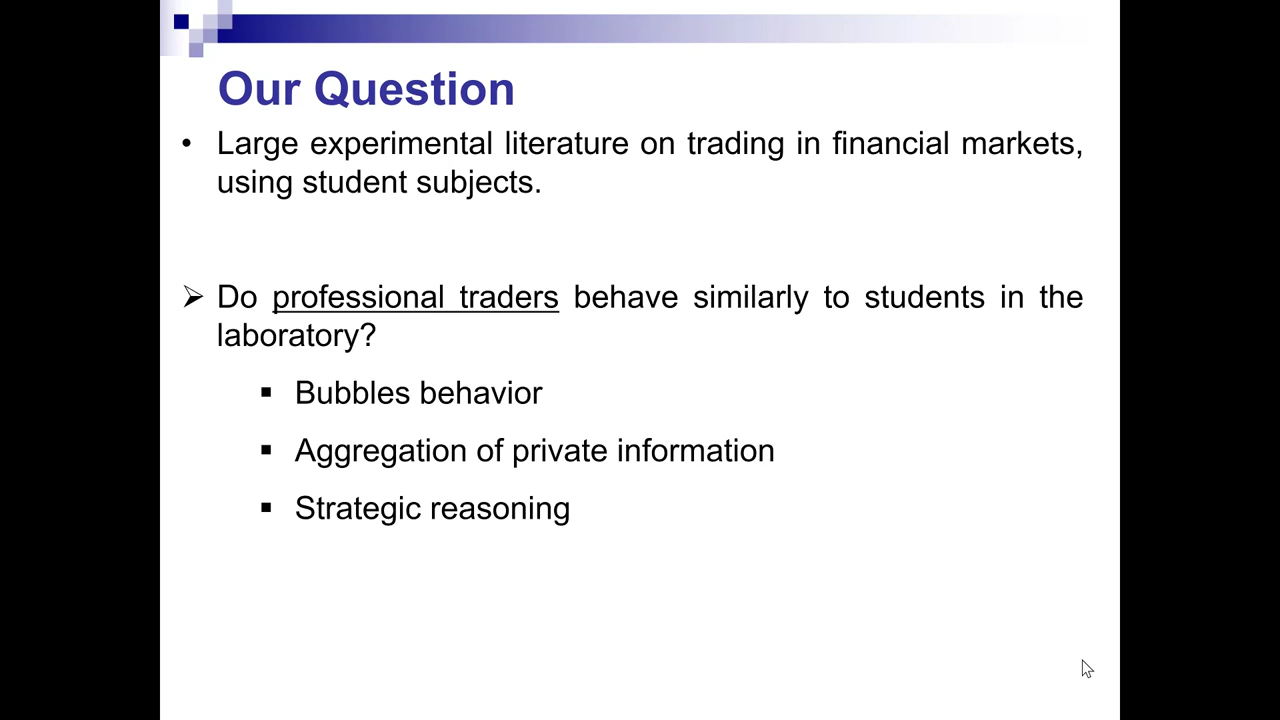 Our Question
• Large experimental literature on trading in financial markets,
using student subjects.
➢ Do professional traders behave similarly to students in the
laboratory?
▪ Bubbles behavior
▪ Aggregation of private information
▪ Strategic reasoning